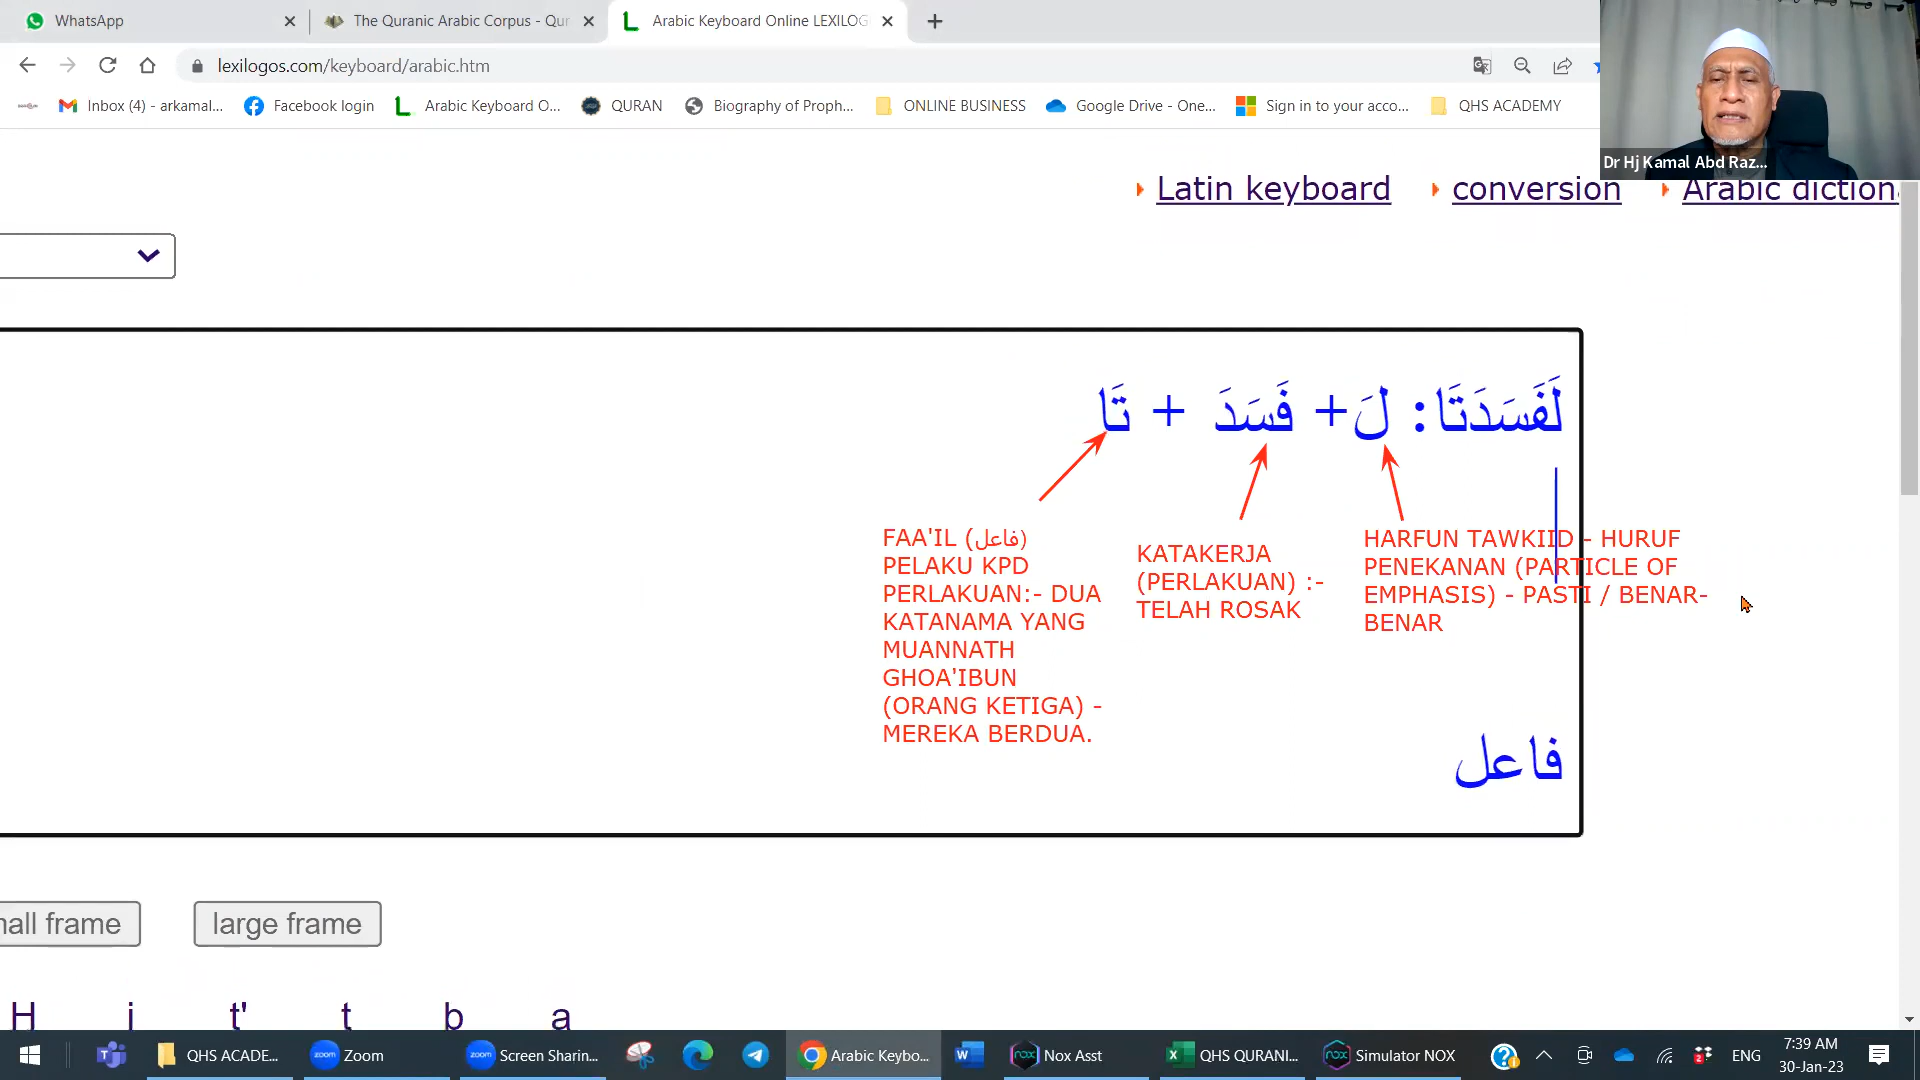 WhatsApp
The Quranic Arabic Corpus - Qur
Arabic Keyboard Online LEXILOG
lexilogos.com/keyboard/arabic.htm
Inbox (4) - arkamal...
Facebook login
Arabic Keyboard O...
QURAN
Biography of Proph...
ONLINE BUSINESS
Google Drive - One...
Sign in to your acco...
QHS ACADEMY
Dr Hj Kamal Abd Raz...
Latin keyboard
conversion
Arabic diction
لَفَسَدَتَا: لَ+ فَسَدَ + تَا
FAA'IL (فاعل)
PELAKU KPD
PERLAKUAN:- DUA
KATANAMA YANG
MUANNATH
GHOA'IBUN
(ORANG KETIGA) -
MEREKA BERDUA.
KATAKERJA
(PERLAKUAN) :-
TELAH ROSAK
HARFUN TAWKIID - HURUF
PENEKANAN (PARTICLE OF
EMPHASIS) - PASTI / BENAR-
BENAR
فاعل
all frame
large frame
H j t' t b a
QHS ACADE...
Zoom
Screen Sharin...
Arabic Keybo...
Nox Asst
QHS QURANI...
Simulator NOX
ENG
7:39 AM
30-Jan-23